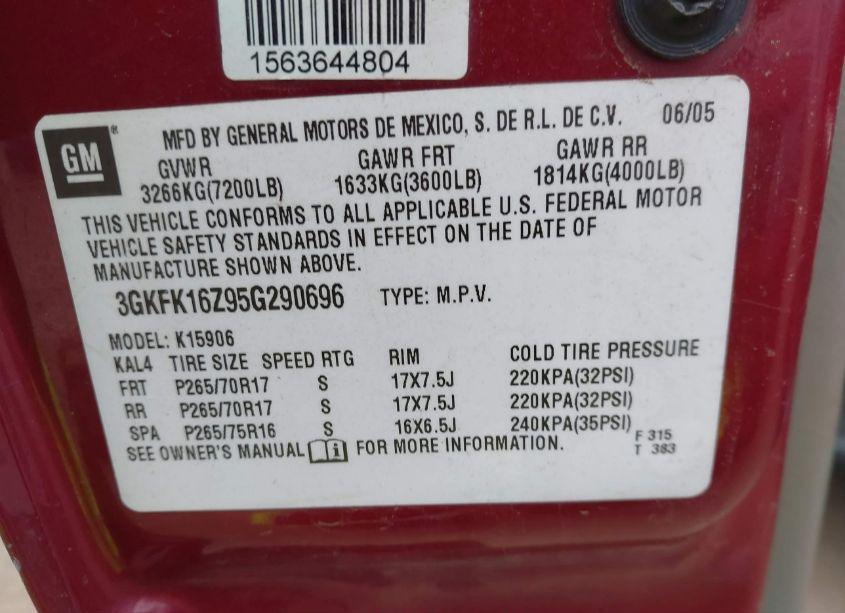 1563644804
GM® MFD BY GENERAL MOTORS DE MEXICO, S. DE R.L. DE C.V. 06/05
GVWR GAWR FRT GAWR RR
3266KG(7200LB) 1633KG(3600LB) 1814KG(4000LB)
THIS VEHICLE CONFORMS TO ALL APPLICABLE U.S. FEDERAL MOTOR
VEHICLE SAFETY STANDARDS IN EFFECT ON THE DATE OF
MANUFACTURE SHOWN ABOVE.
3GKFK16Z95G290696 TYPE: M.P.V.
MODEL: K15906
KAL4 TIRE SIZE SPEED RTG RIM COLD TIRE PRESSURE
FRT P265/70R17 S 17X7.5J 220KPA(32PSI)
RR P265/70R17 S 17X7.5J 220KPA(32PSI)
SPA P265/75R16 S 16X6.5J 240KPA(35PSI)
SEE OWNER'S MANUAL FOR MORE INFORMATION.
F 315
T 383